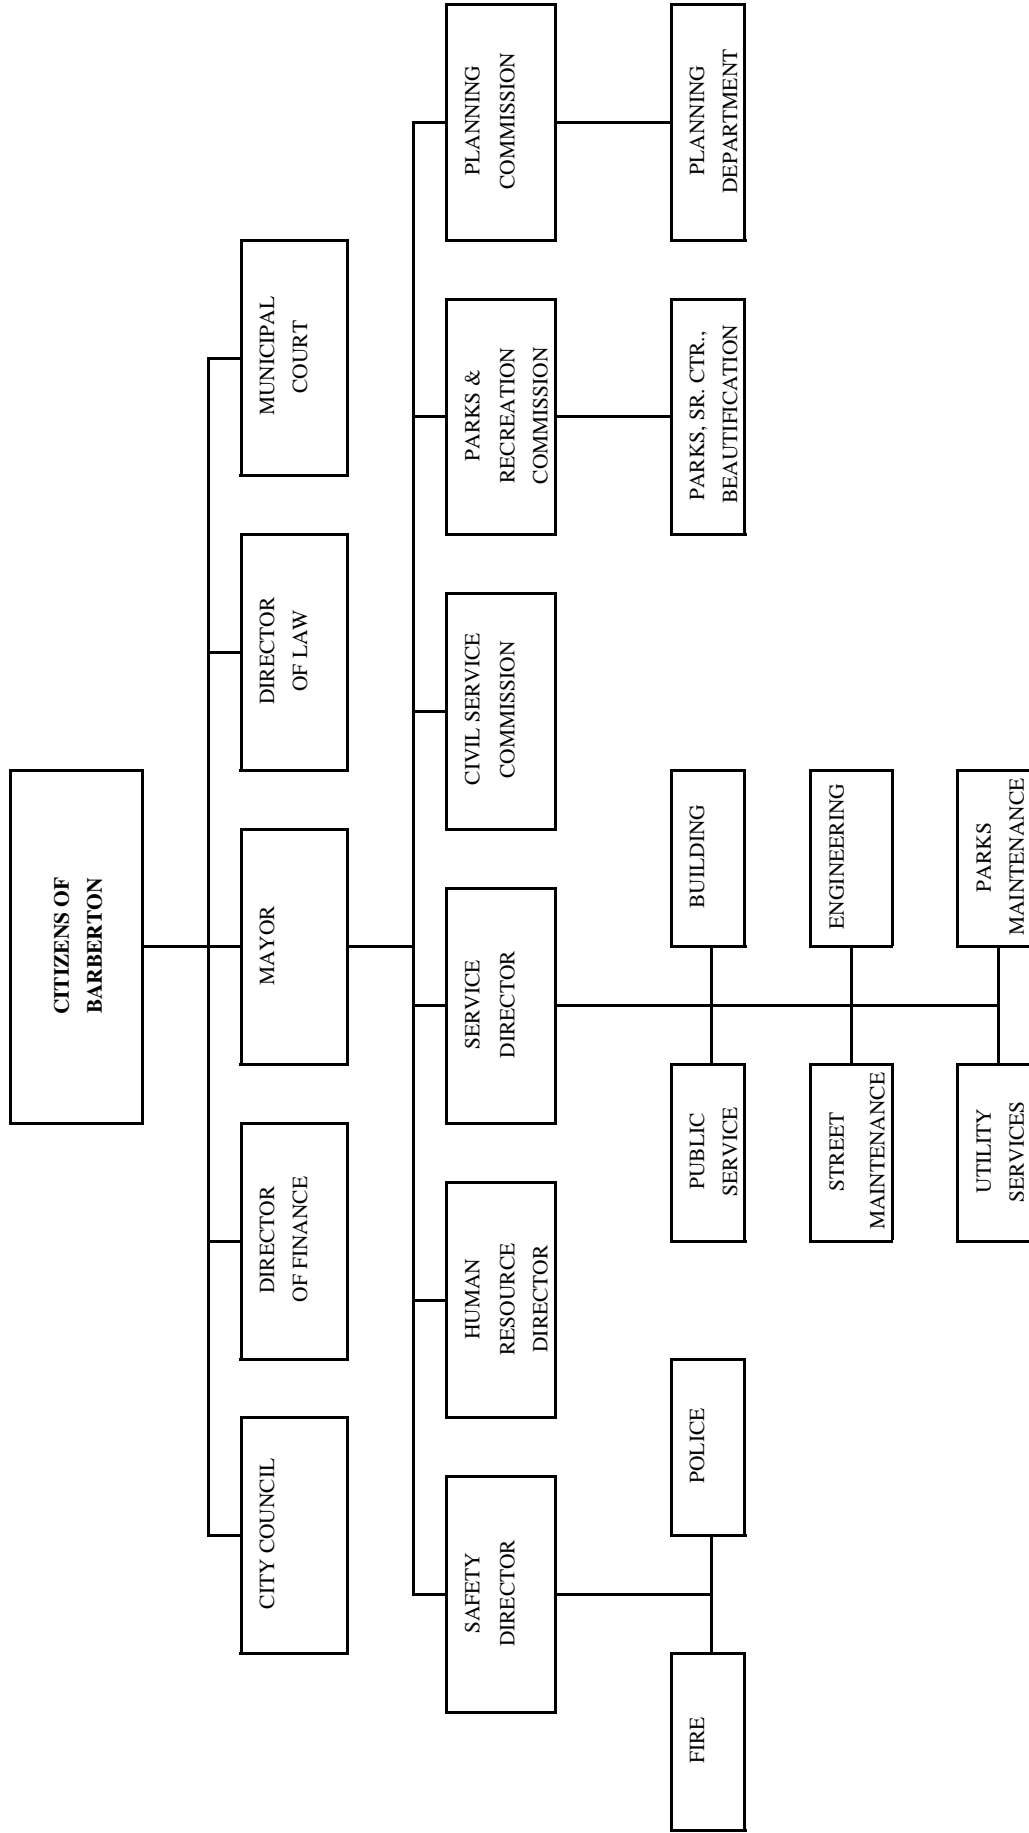 CITIZENS OF
BARBERTON
CITY COUNCIL
DIRECTOR
OF FINANCE
MAYOR
DIRECTOR
OF LAW
MUNICIPAL
COURT
SAFETY
DIRECTOR
HUMAN
RESOURCE
DIRECTOR
SERVICE
DIRECTOR
CIVIL SERVICE
COMMISSION
PARKS &
RECREATION
COMMISSION
PLANNING
COMMISSION
FIRE
POLICE
PUBLIC
SERVICE
BUILDING
PARKS, SR. CTR.,
BEAUTIFICATION
PLANNING
DEPARTMENT
STREET
MAINTENANCE
ENGINEERING
UTILITY
SERVICES
PARKS
MAINTENANCE